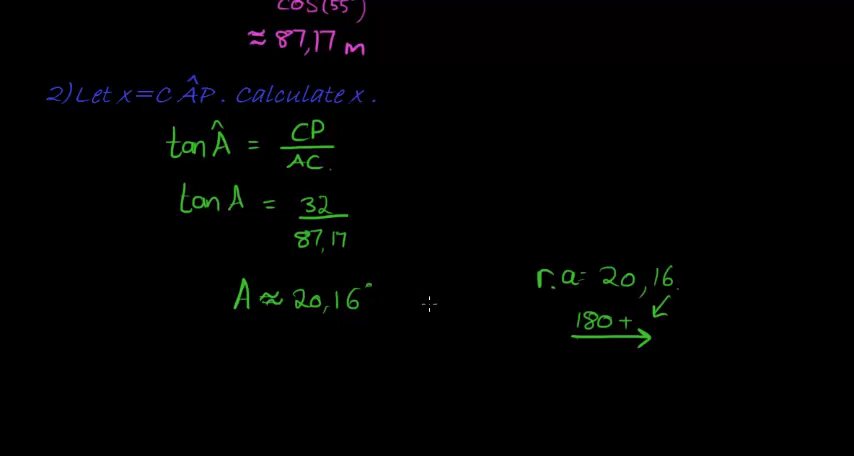 cos(55°)
≈ 87,17 m
2) Let x = C Â P . Calculate x .
tan Â = CP / AC .
tan A = 32 / 87,17
A ≈ 20,16°
r.a = 20,16.
180 +